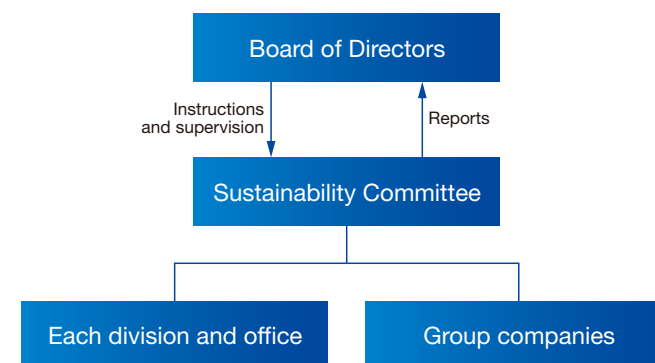 Board of Directors
Instructions
and supervision
Reports
Sustainability Committee
Each division and office
Group companies